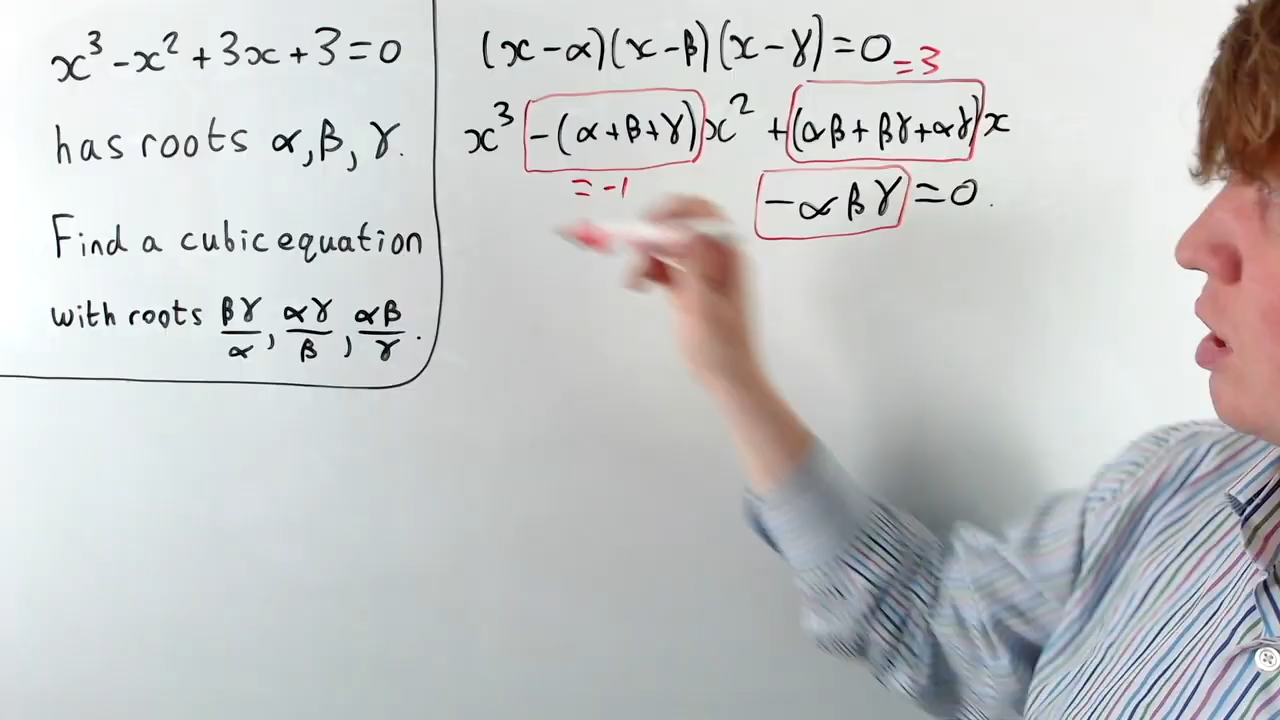 x³ - x² + 3x + 3 = 0
has roots α, β, γ.
Find a cubic equation
with roots βγ/α, αγ/β, αβ/γ.
(x - α)(x - β)(x - γ) = 0
= 3
x³ - (α + β + γ)x² + (αβ + βγ + αγ)x
= -1
- αβγ = 0.